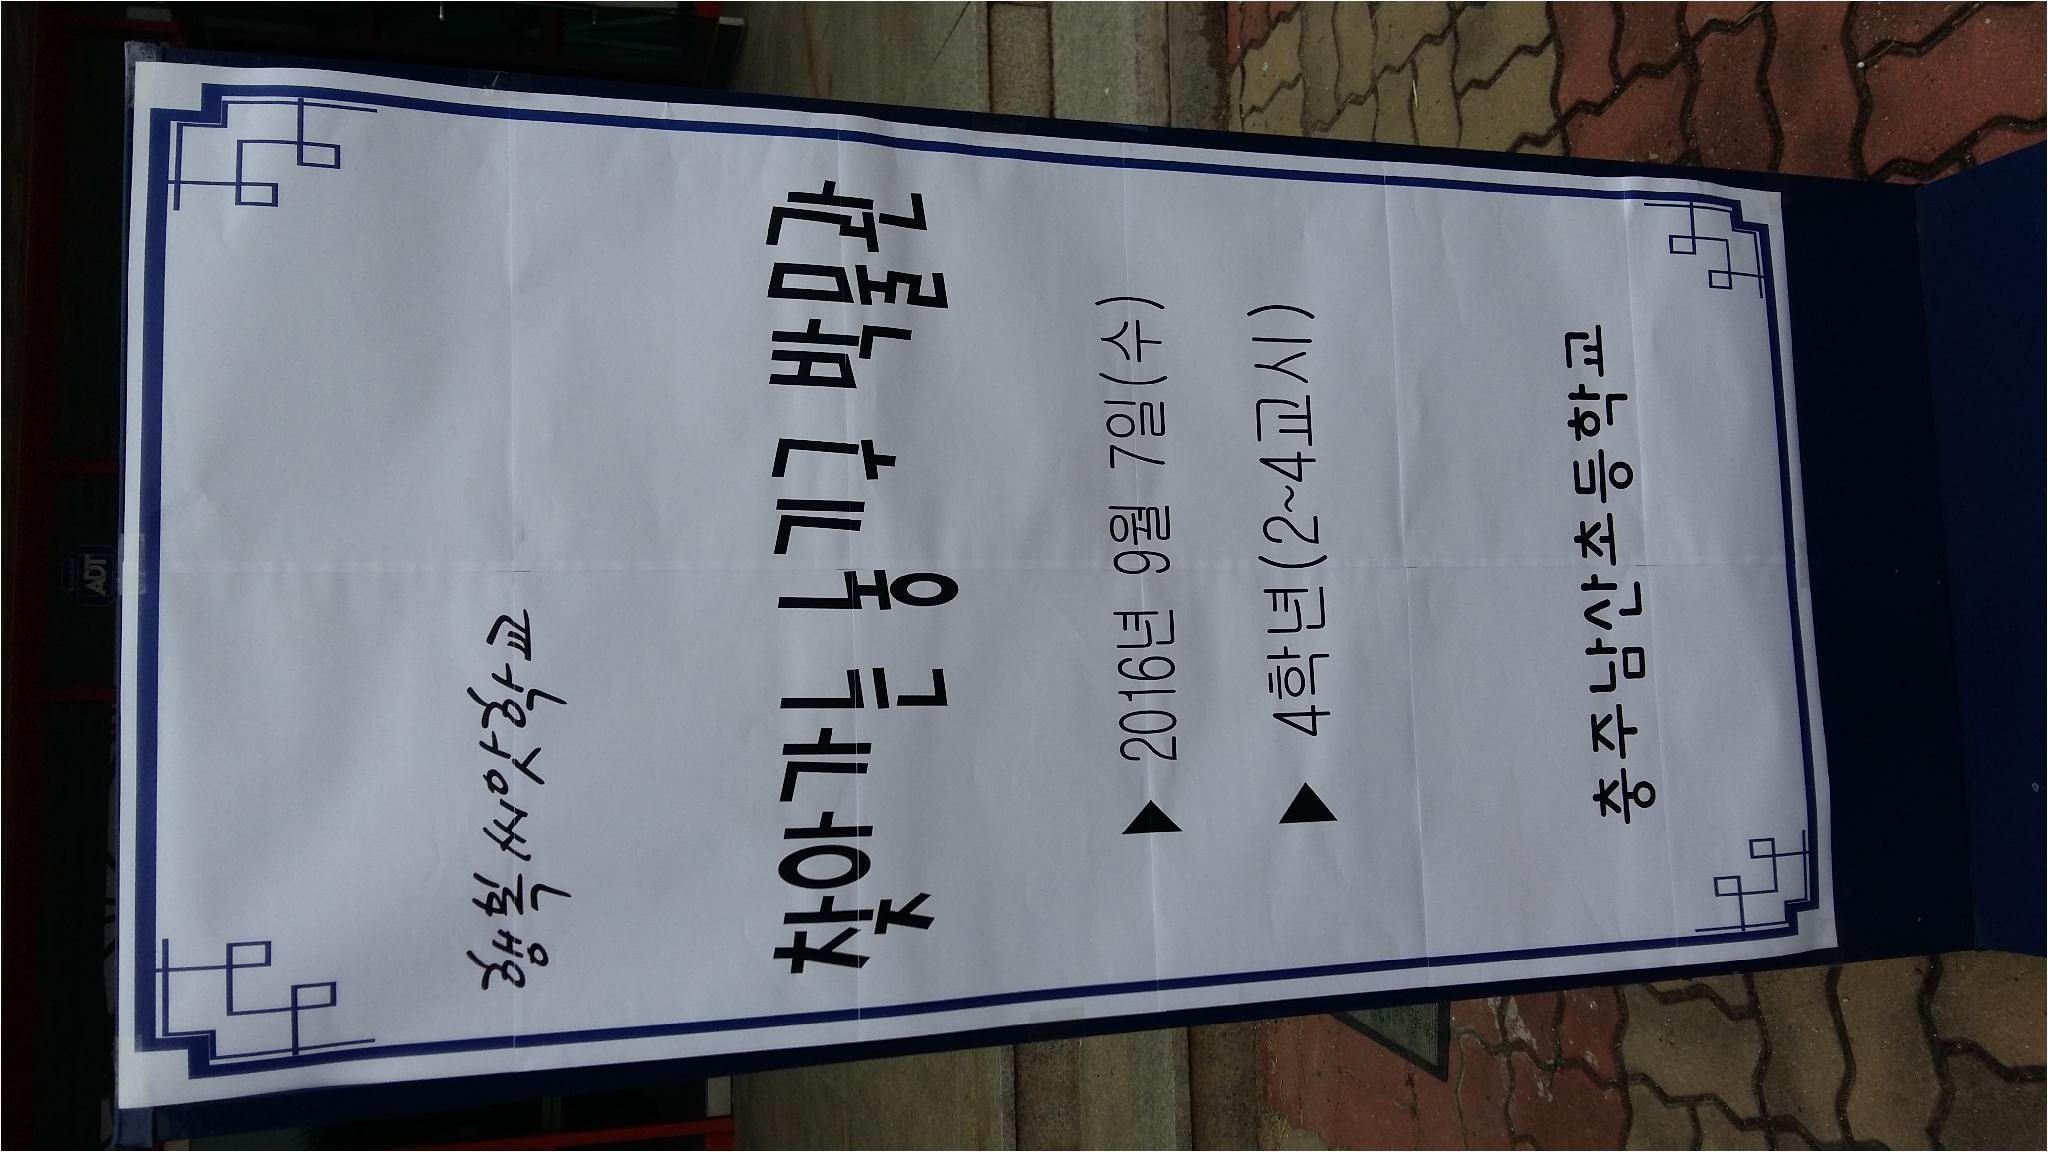 행복씨앗학교
찾아가는 농기구 박물관
▶ 2016년 9월 7일(수)
▶ 4학년(2~4교시)
충주남산초등학교
ADT